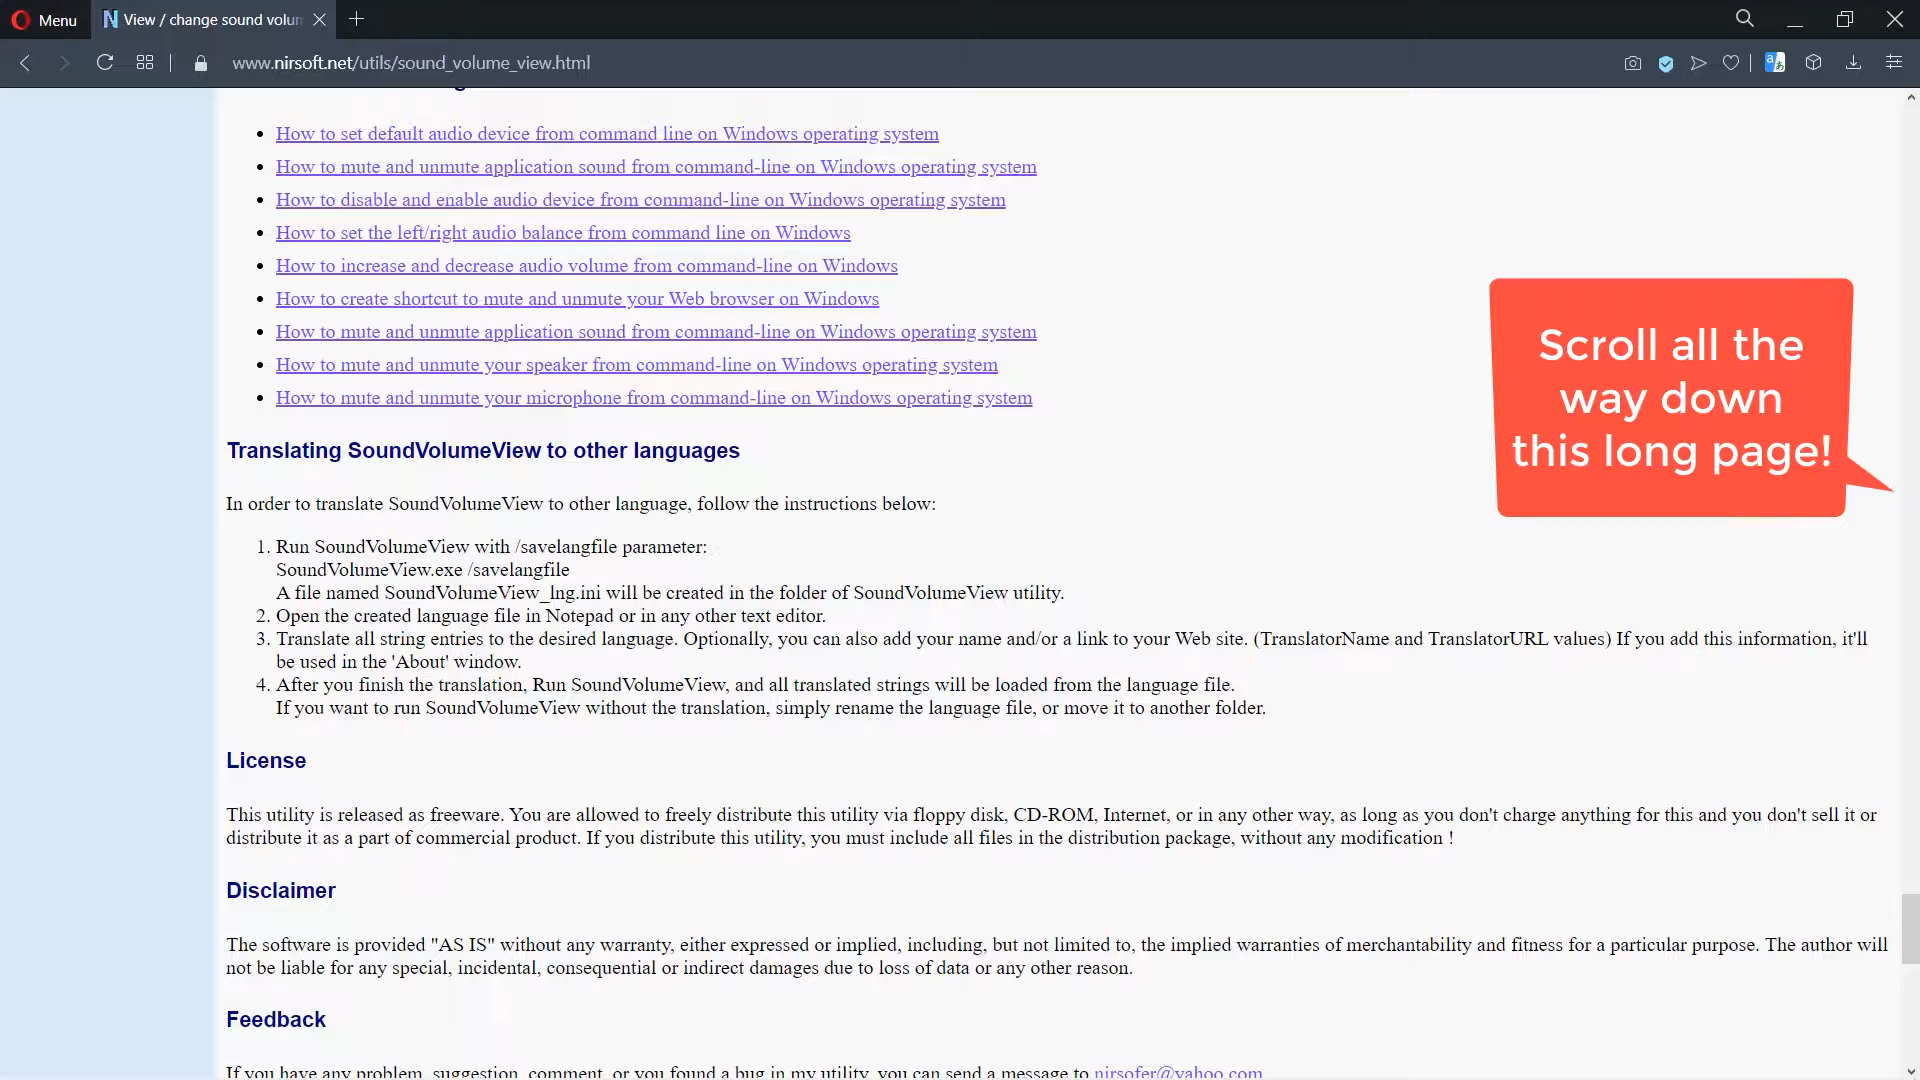 Menu
View / change sound volum
www.nirsoft.net/utils/sound_volume_view.html
How to set default audio device from command line on Windows operating system
How to mute and unmute application sound from command-line on Windows operating system
How to disable and enable audio device from command-line on Windows operating system
How to set the left/right audio balance from command line on Windows
How to increase and decrease audio volume from command-line on Windows
How to create shortcut to mute and unmute your Web browser on Windows
How to mute and unmute application sound from command-line on Windows operating system
How to mute and unmute your speaker from command-line on Windows operating system
How to mute and unmute your microphone from command-line on Windows operating system
Scroll all the
way down
this long page!
Translating SoundVolumeView to other languages
In order to translate SoundVolumeView to other language, follow the instructions below:
1. Run SoundVolumeView with /savelangfile parameter:
SoundVolumeView.exe /savelangfile
A file named SoundVolumeView_lng.ini will be created in the folder of SoundVolumeView utility.
2. Open the created language file in Notepad or in any other text editor.
3. Translate all string entries to the desired language. Optionally, you can also add your name and/or a link to your Web site. (TranslatorName and TranslatorURL values) If you add this information, it'll
be used in the 'About' window.
4. After you finish the translation, Run SoundVolumeView, and all translated strings will be loaded from the language file.
If you want to run SoundVolumeView without the translation, simply rename the language file, or move it to another folder.
License
This utility is released as freeware. You are allowed to freely distribute this utility via floppy disk, CD-ROM, Internet, or in any other way, as long as you don't charge anything for this and you don't sell it or
distribute it as a part of commercial product. If you distribute this utility, you must include all files in the distribution package, without any modification !
Disclaimer
The software is provided "AS IS" without any warranty, either expressed or implied, including, but not limited to, the implied warranties of merchantability and fitness for a particular purpose. The author will
not be liable for any special, incidental, consequential or indirect damages due to loss of data or any other reason.
Feedback
If you have any problem, suggestion, comment, or you found a bug in my utility, you can send a message to nirsofer@yahoo.com